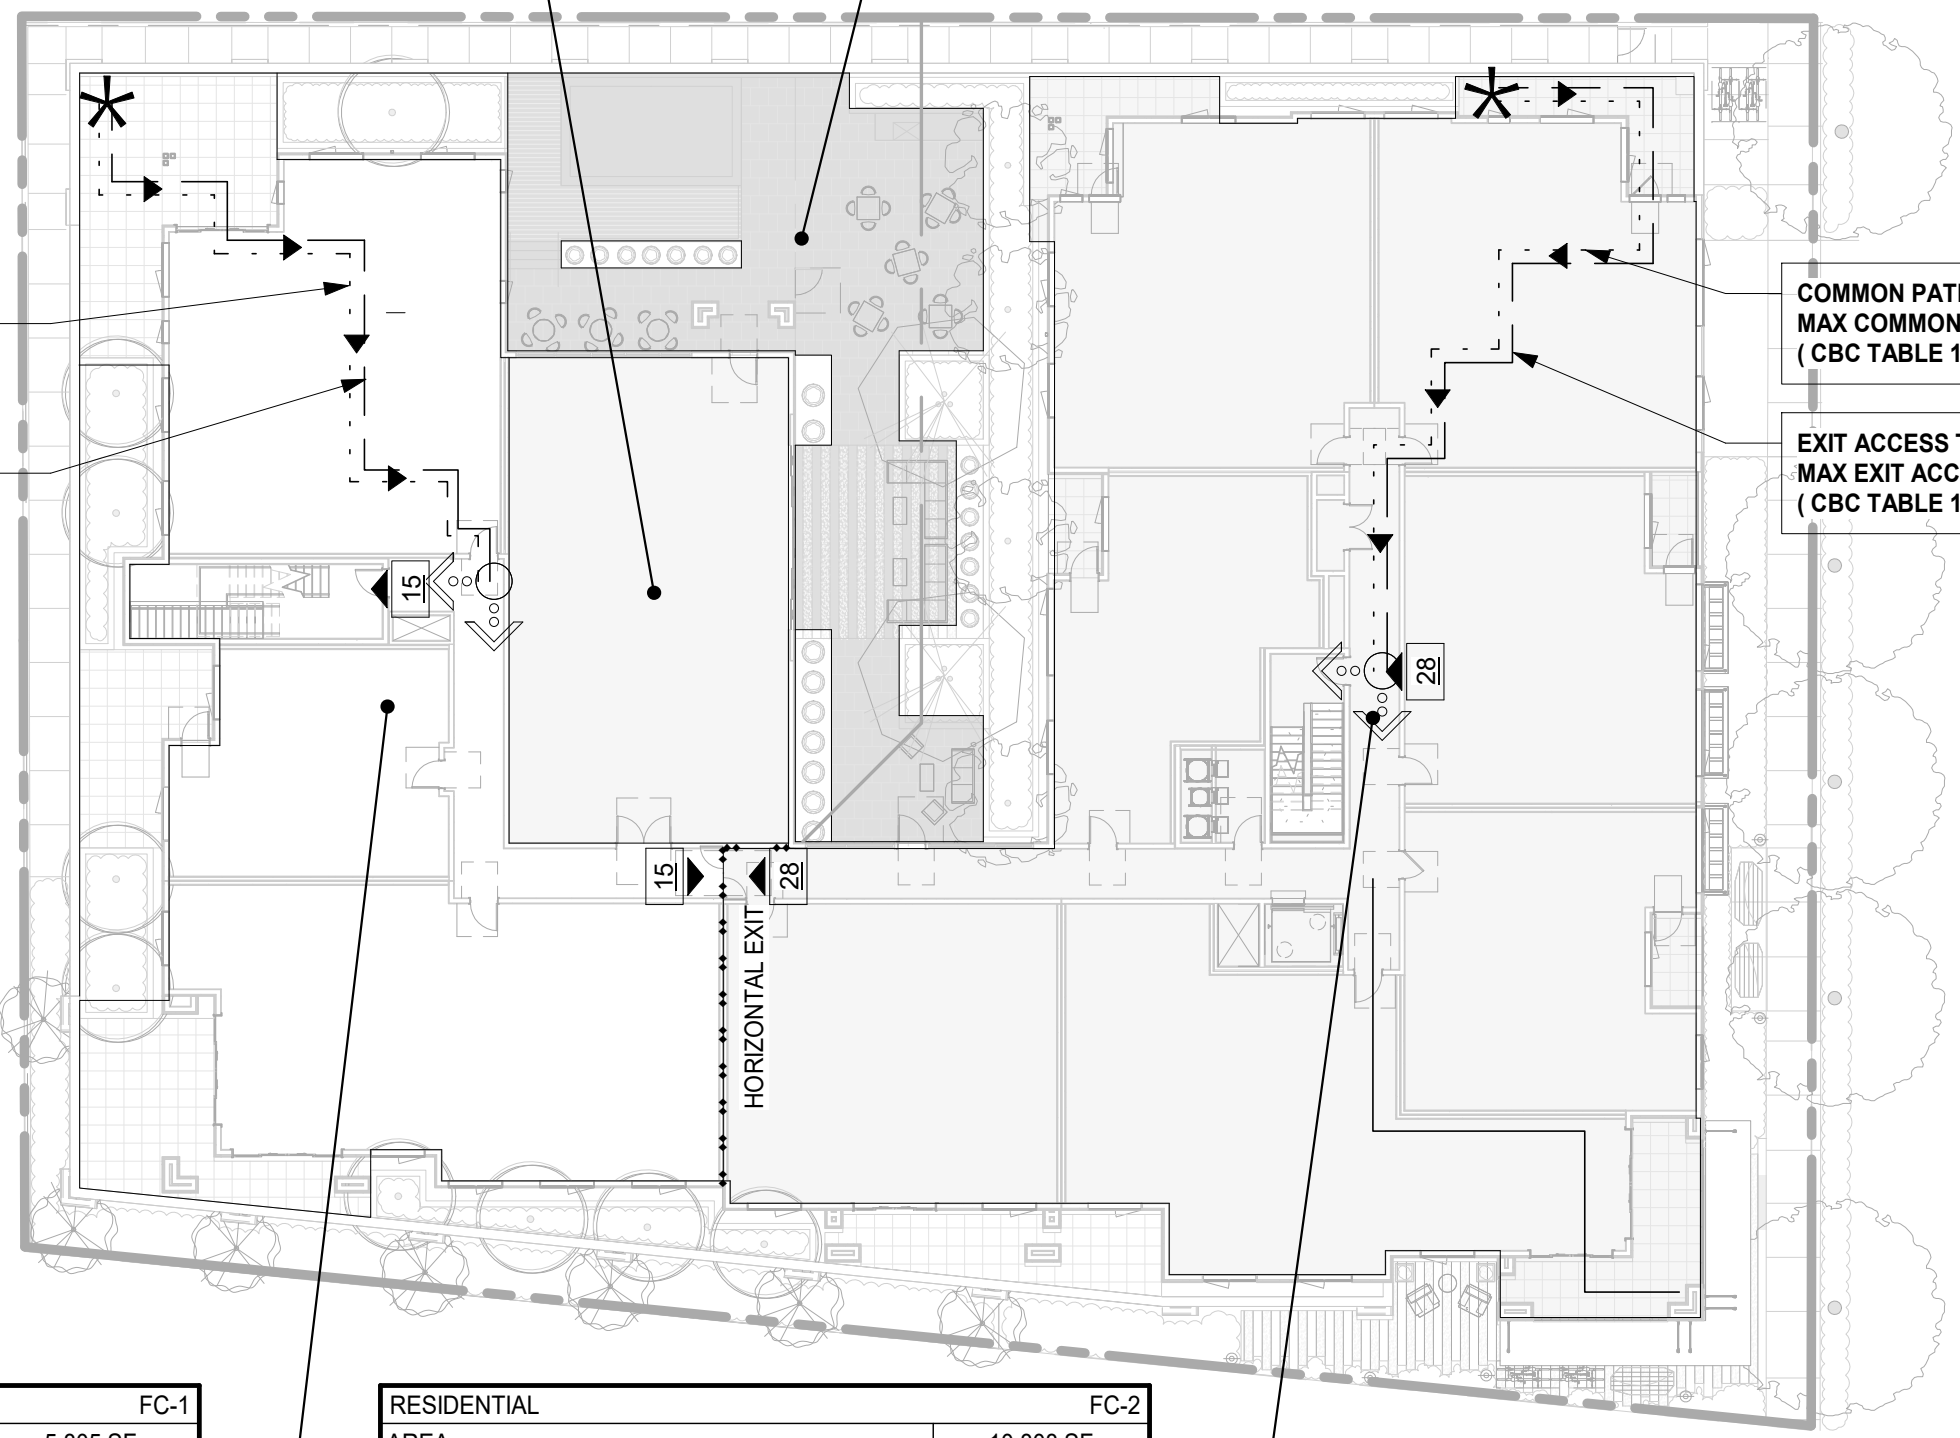 COMMON PAT
MAX COMMON
( CBC TABLE 1
EXIT ACCESS
MAX EXIT ACC
( CBC TABLE 1
15
28
15
28
HORIZONTAL EXIT
FC-1
RESIDENTIAL FC-2
AREA